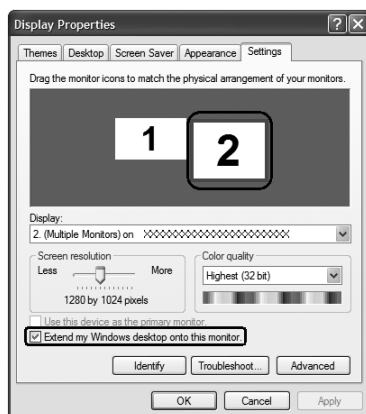 Display Properties
Themes Desktop Screen Saver Appearance Settings
Drag the monitor icons to match the physical arrangement of your monitors.
1 2
Display:
2. (Multiple Monitors) on XXXXXXXXXXXXXXXXXXXXXXX
Screen resolution
Less More
1280 by 1024 pixels
Color quality
Highest (32 bit)
Use this device as the primary monitor.
Extend my Windows desktop onto this monitor.
Identify Troubleshoot... Advanced
OK Cancel Apply